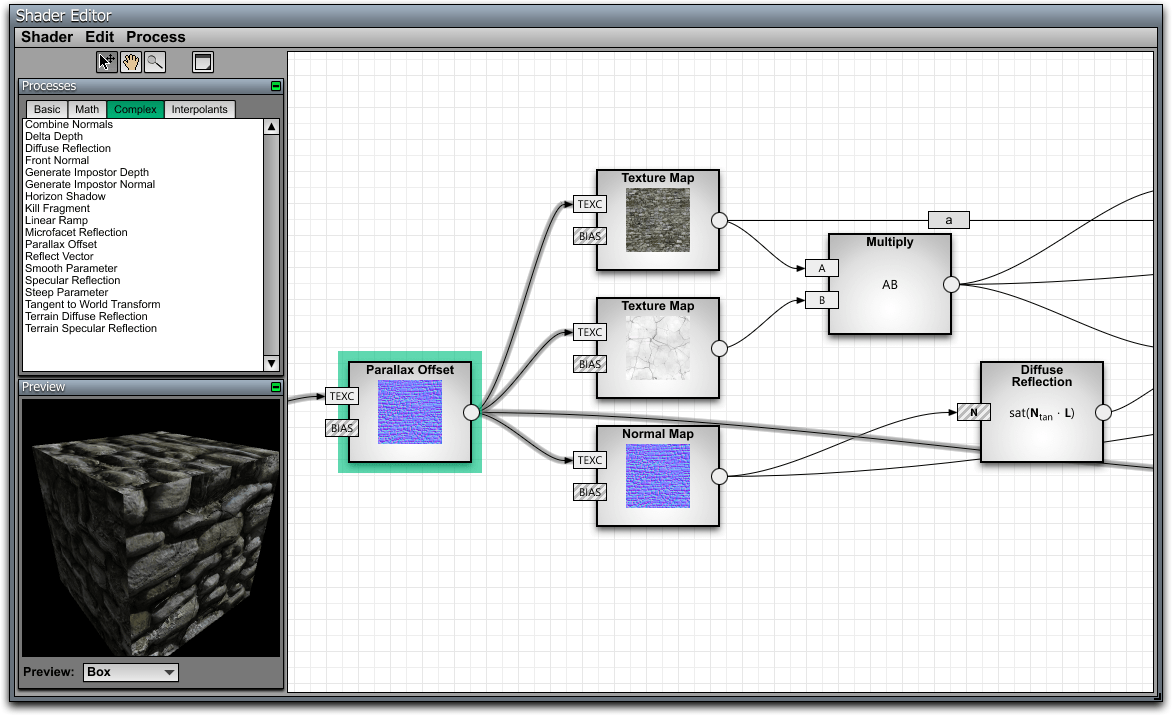 Shader Editor
Shader Edit Process
Processes
Basic Math Complex Interpolants
Combine Normals
Delta Depth
Diffuse Reflection
Front Normal
Generate Impostor Depth
Generate Impostor Normal
Horizon Shadow
Kill Fragment
Linear Ramp
Microfacet Reflection
Parallax Offset
Reflect Vector
Smooth Parameter
Specular Reflection
Steep Parameter
Tangent to World Transform
Terrain Diffuse Reflection
Terrain Specular Reflection
Preview
Preview: Box
Parallax Offset
TEXC
BIAS
Texture Map
TEXC
BIAS
Texture Map
TEXC
BIAS
Normal Map
TEXC
BIAS
a
Multiply
A
AB
B
Diffuse
Reflection
N sat(Ntan · L)